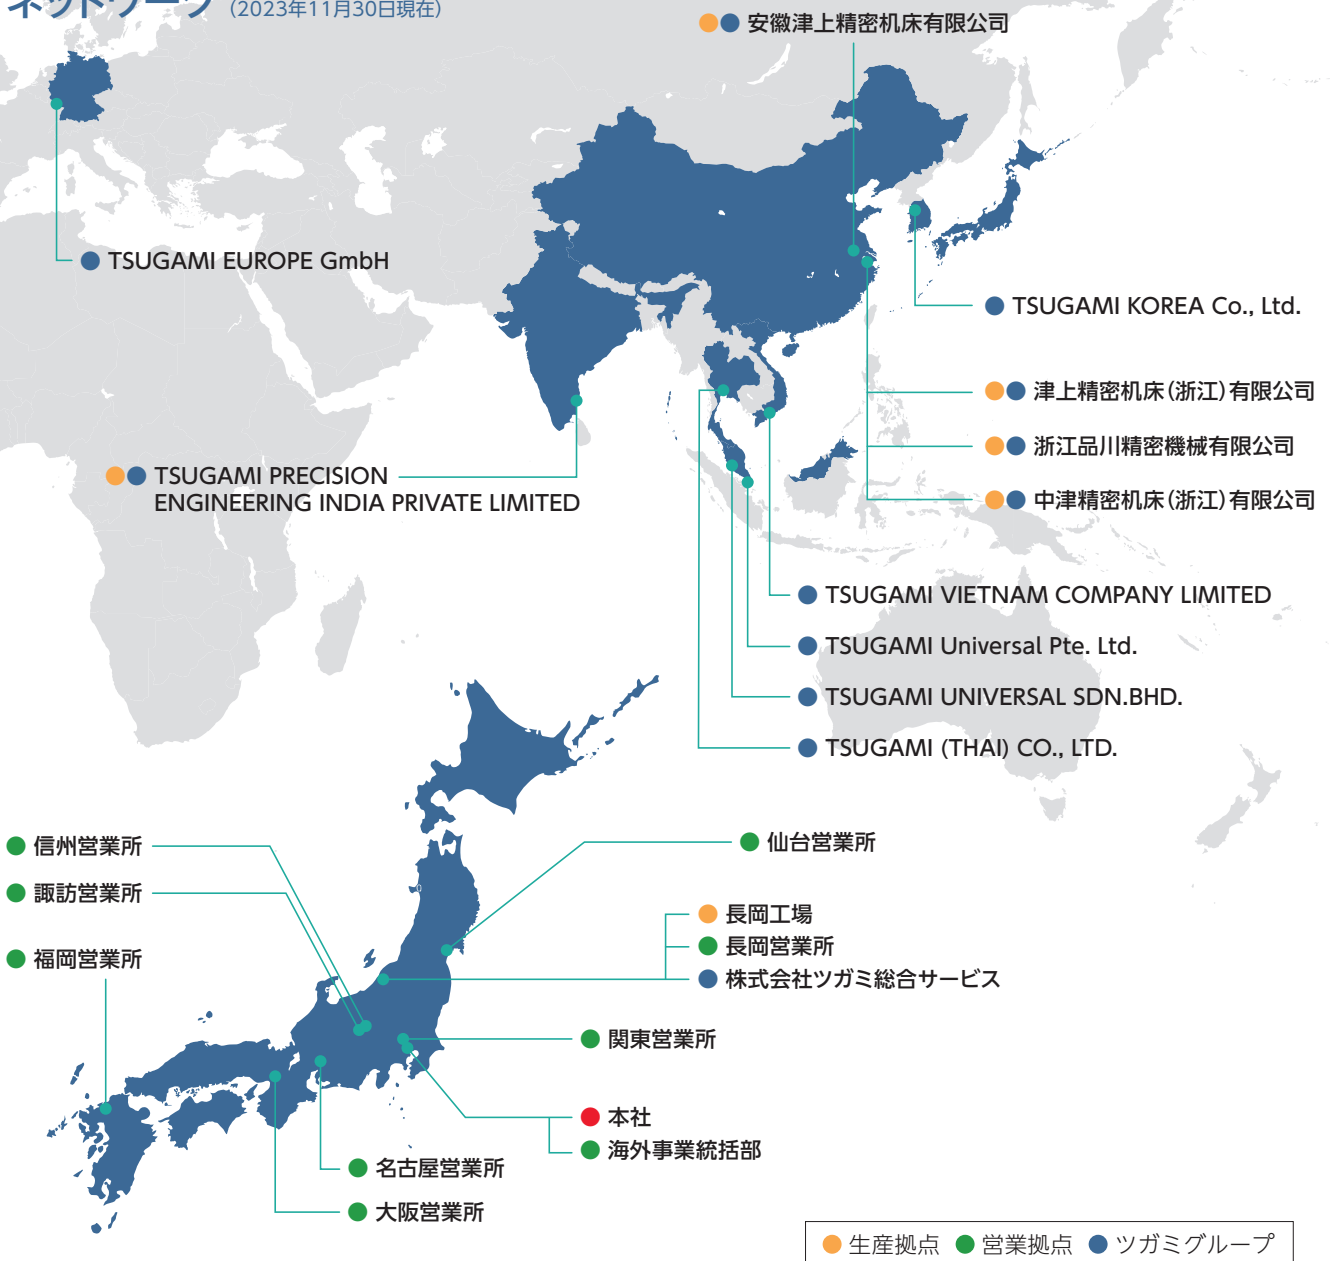 ネットワーク（2023年11月30日現在）
安徽津上精密机床有限公司
TSUGAMI EUROPE GmbH
TSUGAMI KOREA Co., Ltd.
津上精密机床（浙江）有限公司
浙江品川精密機械有限公司
中津精密机床（浙江）有限公司
TSUGAMI PRECISION
ENGINEERING INDIA PRIVATE LIMITED
TSUGAMI VIETNAM COMPANY LIMITED
TSUGAMI Universal Pte. Ltd.
TSUGAMI UNIVERSAL SDN.BHD.
TSUGAMI (THAI) CO., LTD.
信州営業所
諏訪営業所
福岡営業所
仙台営業所
長岡工場
長岡営業所
株式会社ツガミ総合サービス
関東営業所
本社
海外事業統括部
名古屋営業所
大阪営業所
生産拠点 営業拠点 ツガミグループ